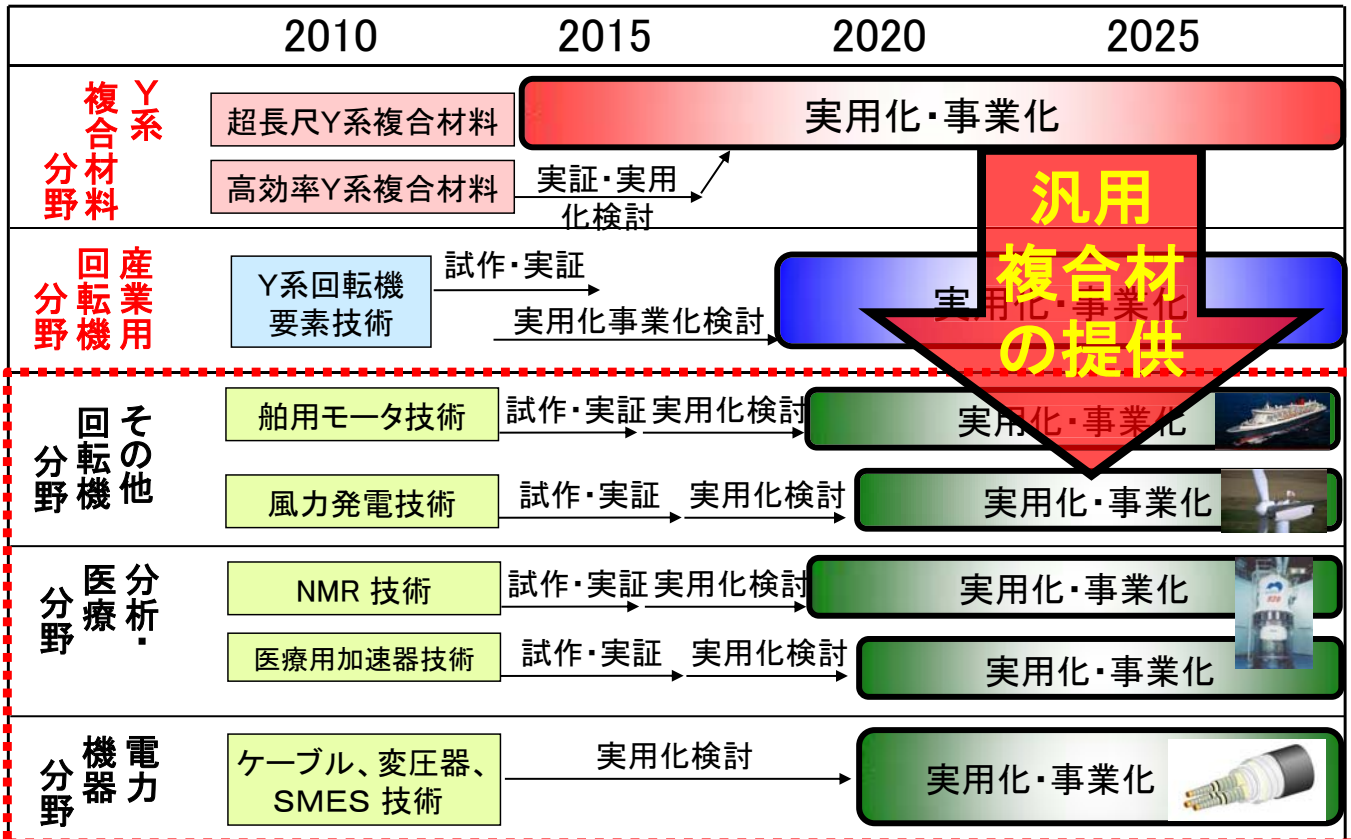 2010 2015 2020 2025
Y系
複合材料
分野
超長尺Y系複合材料
実用化・事業化
高効率Y系複合材料
実証・実用
化検討
汎用
複合材
の提供
産業用
回転機
分野
Y系回転機
要素技術
試作・実証
実用化事業化検討
実用化・事業化
その他
回転機
分野
舶用モータ技術
試作・実証
実用化検討
実用化・事業化
風力発電技術
試作・実証
実用化検討
実用化・事業化
分析・
医療
分野
NMR 技術
試作・実証
実用化検討
実用化・事業化
医療用加速器技術
試作・実証
実用化検討
実用化・事業化
電力
機器
分野
ケーブル、変圧器、
SMES 技術
実用化検討
実用化・事業化